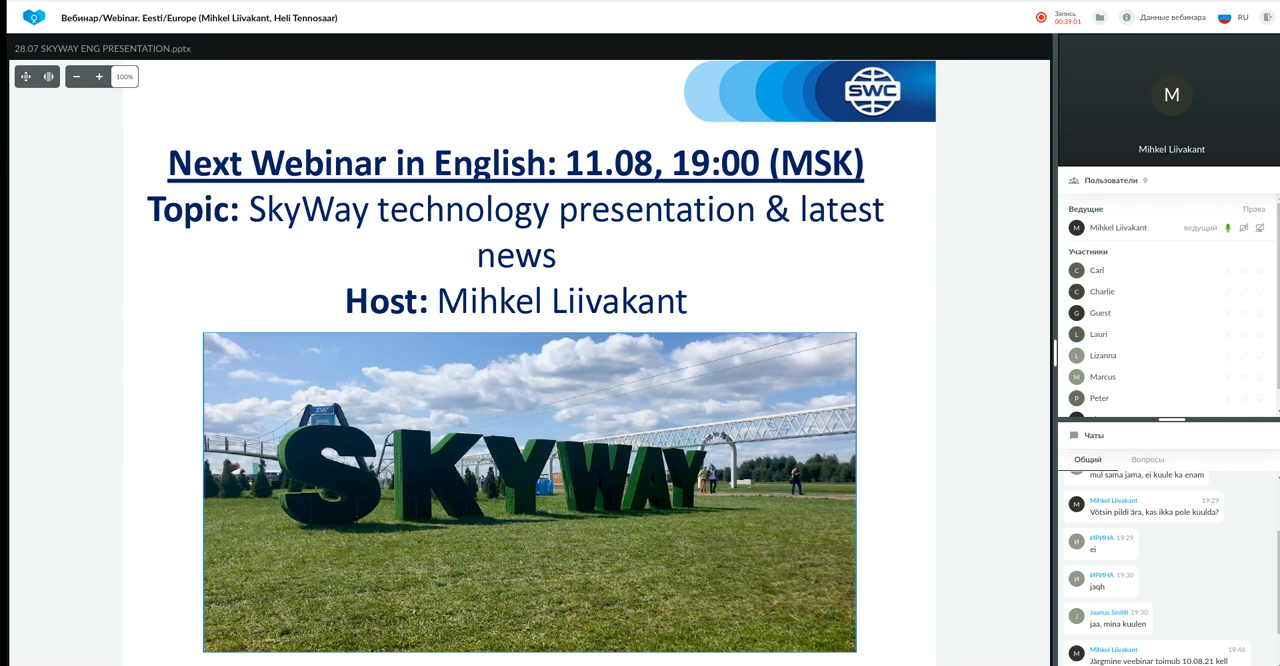 Вебинар/Webinar. Eesti/Europe (Mihkel Liivakant, Heli Tennosaar)
Запись
00:39:01
Данные вебинара
RU
28.07 SKYWAY ENG PRESENTATION.pptx
100%
SWC
Next Webinar in English: 11.08, 19:00 (MSK)
Topic: SkyWay technology presentation & latest
news
Host: Mihkel Liivakant
SW
SKYWAY
M
Mihkel Liivakant
Пользователи 9
Ведущие Права
M Mihkel Liivakant ведущий
Участники
C Carl
C Charlie
G Guest
L Lauri
L Lizanna
M Marcus
P Peter
Чаты
Общий Вопросы
mul sama jama, ei kuule ka enam
M Mihkel Liivakant 19:29
Võtsin pildi ära, kas ikka pole kuulda?
И ИРИНА 19:29
ei
И ИРИНА 19:30
jaqh
J Jaanus Sinilill 19:30
jaa, mina kuulen
M Mihkel Liivakant 19:46
Järgmine veebinar toimub 10.08.21 kell